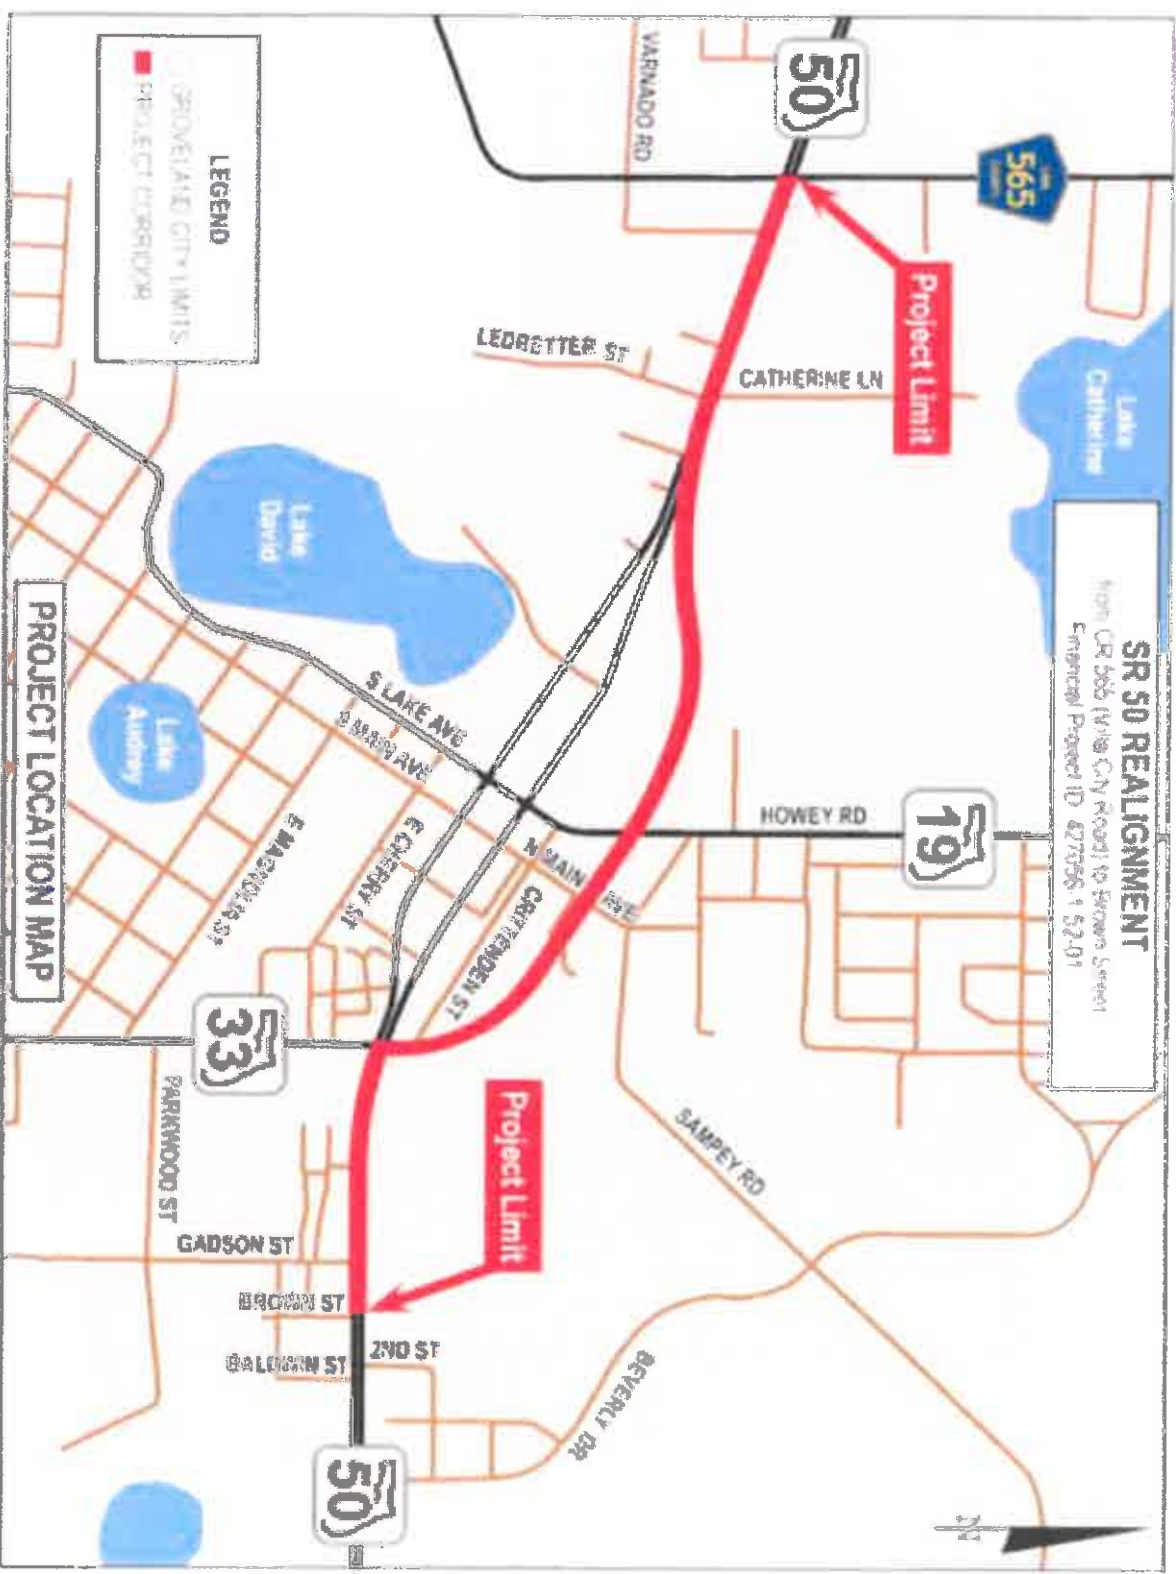 SR 50 REALIGNMENT
from CR 565 (Villa City Road) to Brown Street
Financial Project ID 427056 1 52-01
Lake
Catherine
565
50
VARNADO RD
Project Limit
CATHERINE LN
LEDBETTER ST
19
HOWEY RD
Lake
David
S LAKE AVE
S MAIN AVE
N MAIN AVE
CRITTENDEN ST
E CHERRY ST
E MAGNOLIA ST
Lake
Audrey
33
SAMPEY RD
Project Limit
PARKWOOD ST
GADSON ST
BROWN ST
BALDWIN ST
2ND ST
BEVERLY DR
50
N
LEGEND
GROVELAND CITY LIMITS
PROJECT CORRIDOR
PROJECT LOCATION MAP